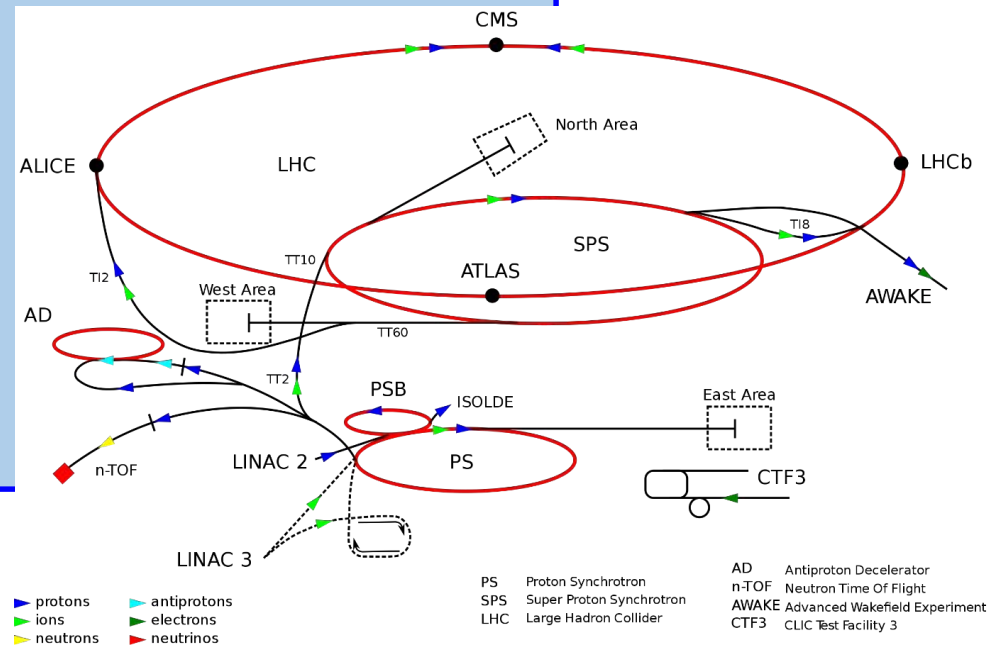 CMS
North Area
ALICE
LHC
LHCb
TI8
SPS
TT10
ATLAS
TI2
West Area
AWAKE
AD
TT60
TT2
PSB
ISOLDE
East Area
LINAC 2
PS
n-TOF
CTF3
LINAC 3
protons
ions
neutrons
antiprotons
electrons
neutrinos
PS Proton Synchrotron
SPS Super Proton Synchrotron
LHC Large Hadron Collider
AD Antiproton Decelerator
n-TOF Neutron Time Of Flight
AWAKE Advanced Wakefield Experiment
CTF3 CLIC Test Facility 3